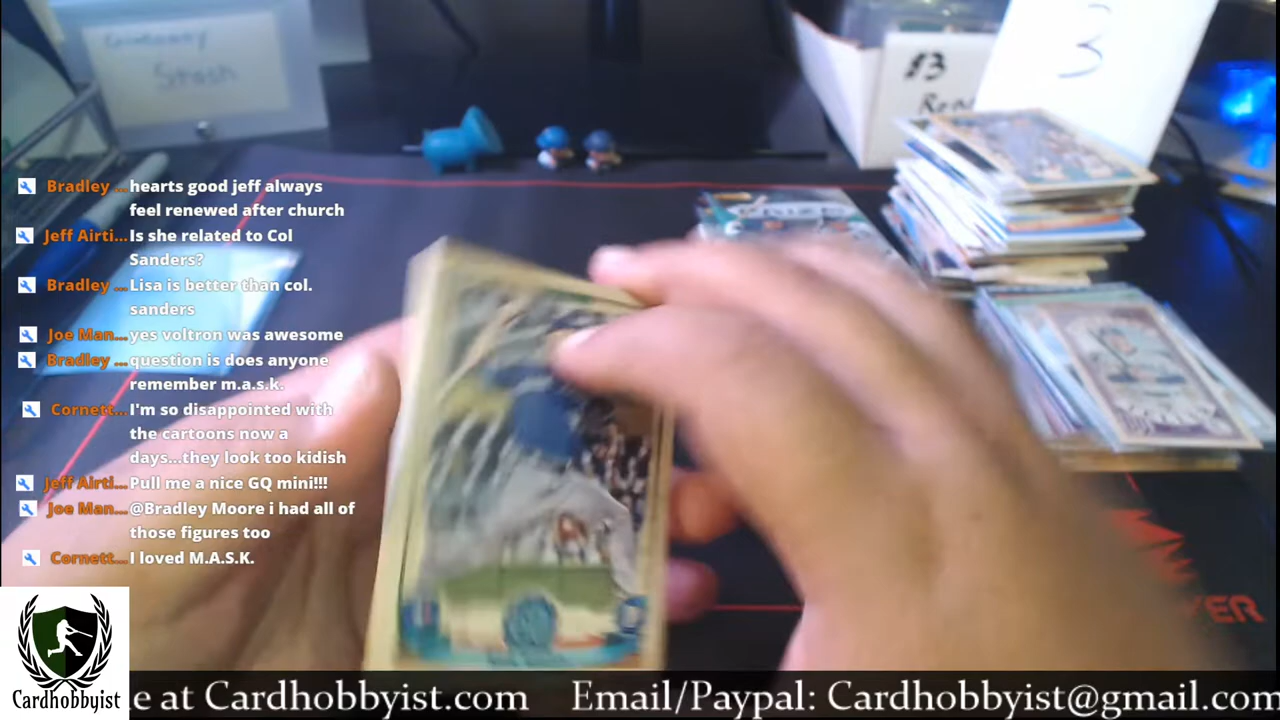 Stash
#3
3
Bradley ...hearts good jeff always
feel renewed after church
Jeff Airti...Is she related to Col
Sanders?
Bradley ...Lisa is better than col.
sanders
Joe Man...yes voltron was awesome
Bradley ...question is does anyone
remember m.a.s.k.
Cornett...I'm so disappointed with
the cartoons now a
days...they look too kidish
Jeff Airti...Pull me a nice GQ mini!!!
Joe Man...@Bradley Moore i had all of
those figures too
Cornett...I loved M.A.S.K.
Cardhobbyist
e at Cardhobbyist.com Email/Paypal: Cardhobbyist@gmail.com